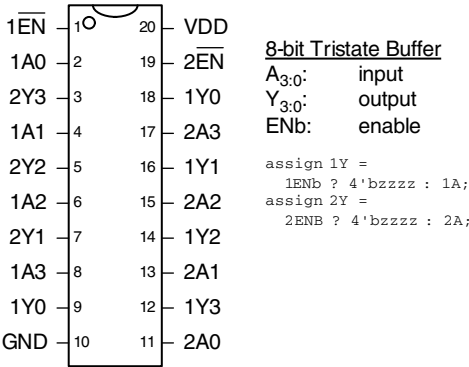 1E̅N̅ 1 20 VDD
1A0 2 19 2E̅N̅
2Y3 3 18 1Y0
1A1 4 17 2A3
2Y2 5 16 1Y1
1A2 6 15 2A2
2Y1 7 14 1Y2
1A3 8 13 2A1
1Y0 9 12 1Y3
GND 10 11 2A0
8-bit Tristate Buffer
A3:0: input
Y3:0: output
ENb: enable
assign 1Y =
1ENb ? 4'bzzzz : 1A;
assign 2Y =
2ENB ? 4'bzzzz : 2A;